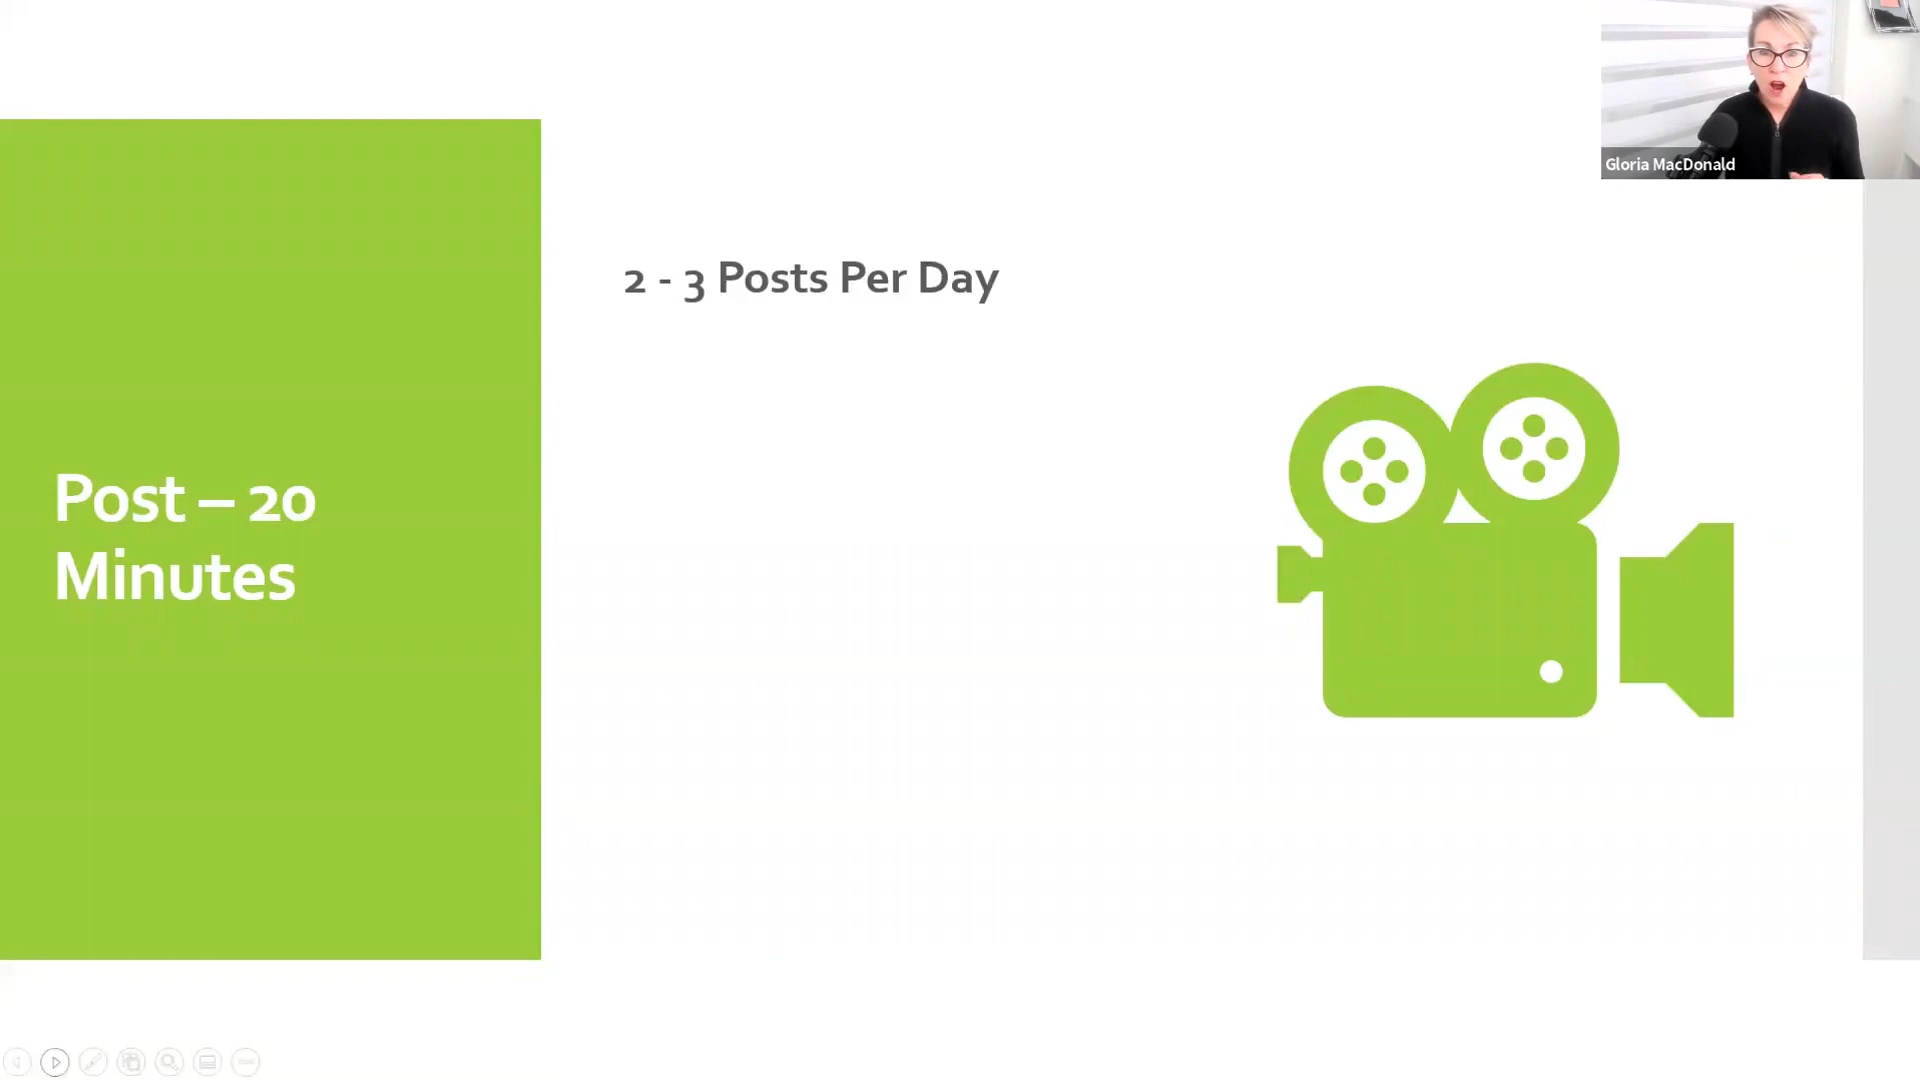 Gloria MacDonald
2 - 3 Posts Per Day
Post – 20
Minutes